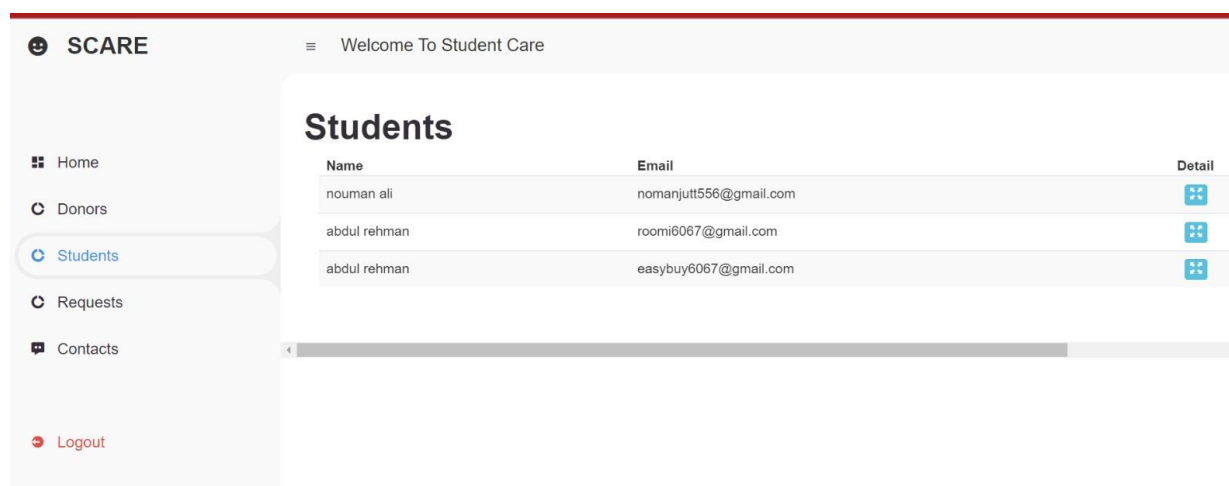 SCARE
Welcome To Student Care
Home
Donors
Students
Requests
Contacts
Logout
Students
Name Email Detail
nouman ali nomanjutt556@gmail.com
abdul rehman roomi6067@gmail.com
abdul rehman easybuy6067@gmail.com